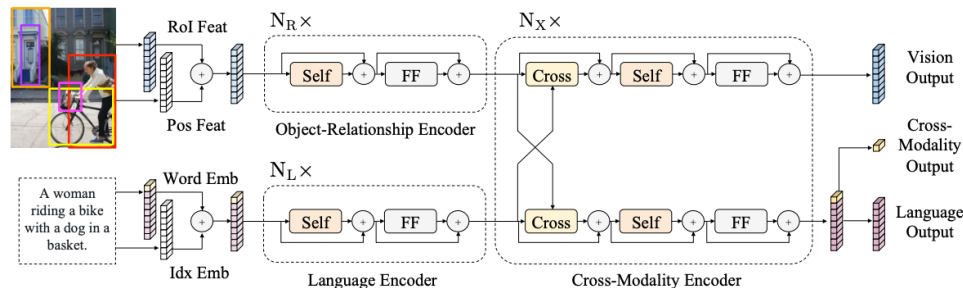 RoI Feat
+
Pos Feat
N_R×
Self
+
FF
+
Object-Relationship Encoder
N_X×
Cross
+
Self
+
FF
+
Vision
Output
Cross-
Modality
Output
A woman
riding a bike
with a dog in a
basket.
Word Emb
+
Idx Emb
N_L×
Self
+
FF
+
Language Encoder
Cross
+
Self
+
FF
+
Cross-Modality Encoder
Language
Output